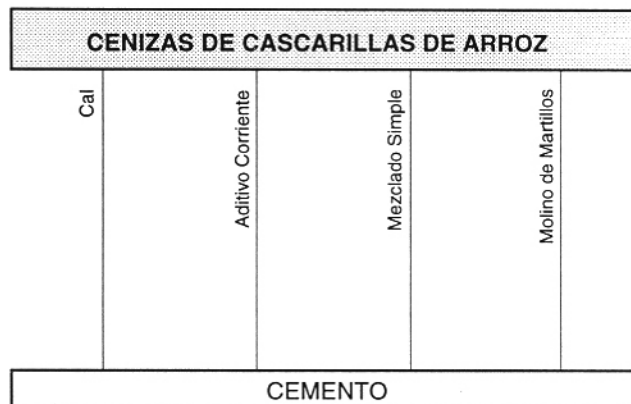 CENIZAS DE CASCARILLAS DE ARROZ
Cal
Aditivo Corriente
Mezclado Simple
Molino de Martillos
CEMENTO